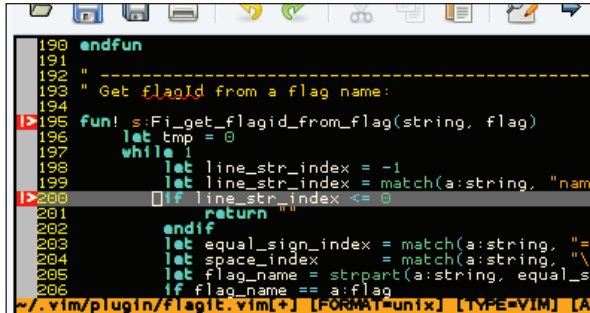 190 endfun
191
192 " ------------------------------------------------
193 " Get flagId from a flag name:
194
!>195 fun! s:Fi_get_flagid_from_flag(string, flag)
196 let tmp = 0
197 while 1
198 let line_str_index = -1
199 let line_str_index = match(a:string, "nam
!>200 if line_str_index <= 0
201 return ""
202 endif
203 let equal_sign_index = match(a:string, "=
204 let space_index = match(a:string, "\
205 let flag_name = strpart(a:string, equal_s
206 if flag_name == a:flag
~/.vim/plugin/flagit.vim[+] [FORMAT=unix] [TYPE=VIM] [A